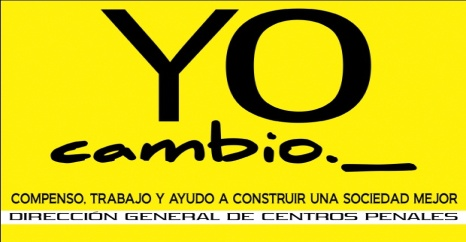 YO
cambio._
COMPENSO, TRABAJO Y AYUDO A CONSTRUIR UNA SOCIEDAD MEJOR
DIRECCIÓN GENERAL DE CENTROS PENALES